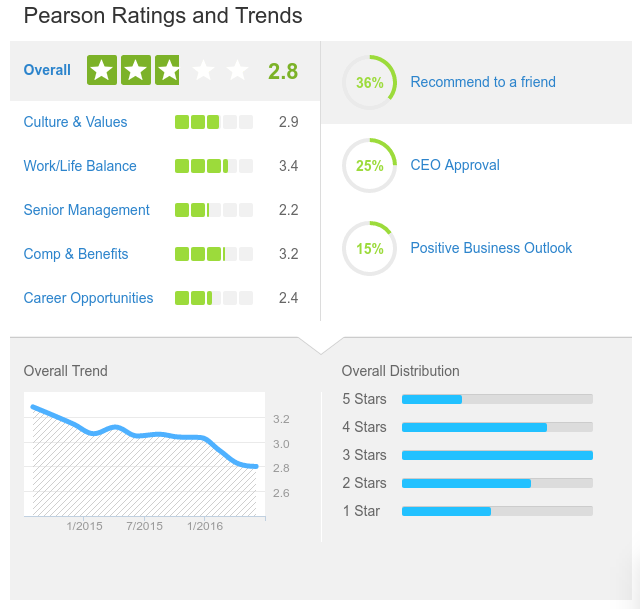 Pearson Ratings and Trends
Overall 2.8
Culture & Values 2.9
Work/Life Balance 3.4
Senior Management 2.2
Comp & Benefits 3.2
Career Opportunities 2.4
36% Recommend to a friend
25% CEO Approval
15% Positive Business Outlook
Overall Trend
3.2
3.0
2.8
2.6
1/2015 7/2015 1/2016
Overall Distribution
5 Stars
4 Stars
3 Stars
2 Stars
1 Star